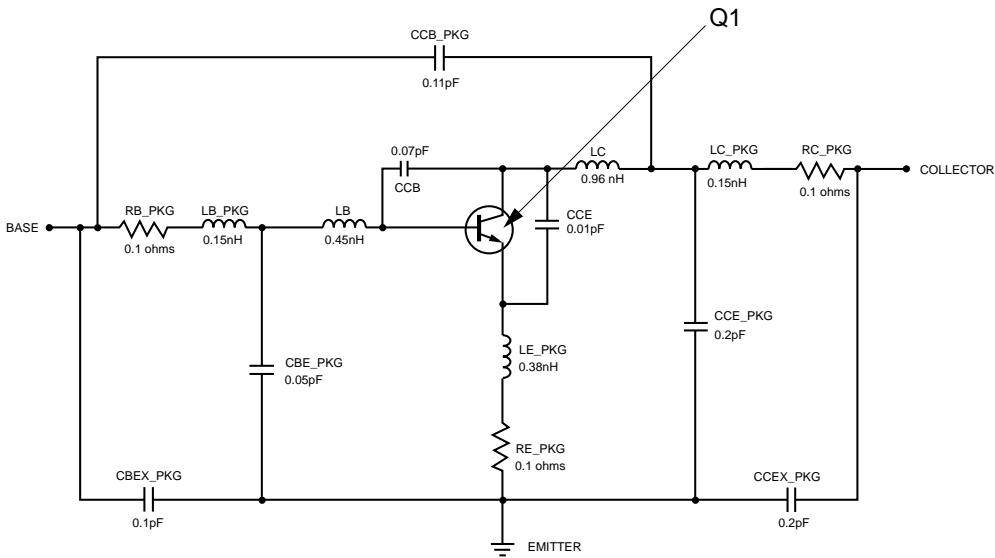 Q1
CCB_PKG
0.11pF
0.07pF
CCB
LC
0.96 nH
LC_PKG
0.15nH
RC_PKG
0.1 ohms
COLLECTOR
BASE
RB_PKG
0.1 ohms
LB_PKG
0.15nH
LB
0.45nH
CCE
0.01pF
CCE_PKG
0.2pF
LE_PKG
0.38nH
CBE_PKG
0.05pF
RE_PKG
0.1 ohms
CBEX_PKG
0.1pF
CCEX_PKG
0.2pF
EMITTER